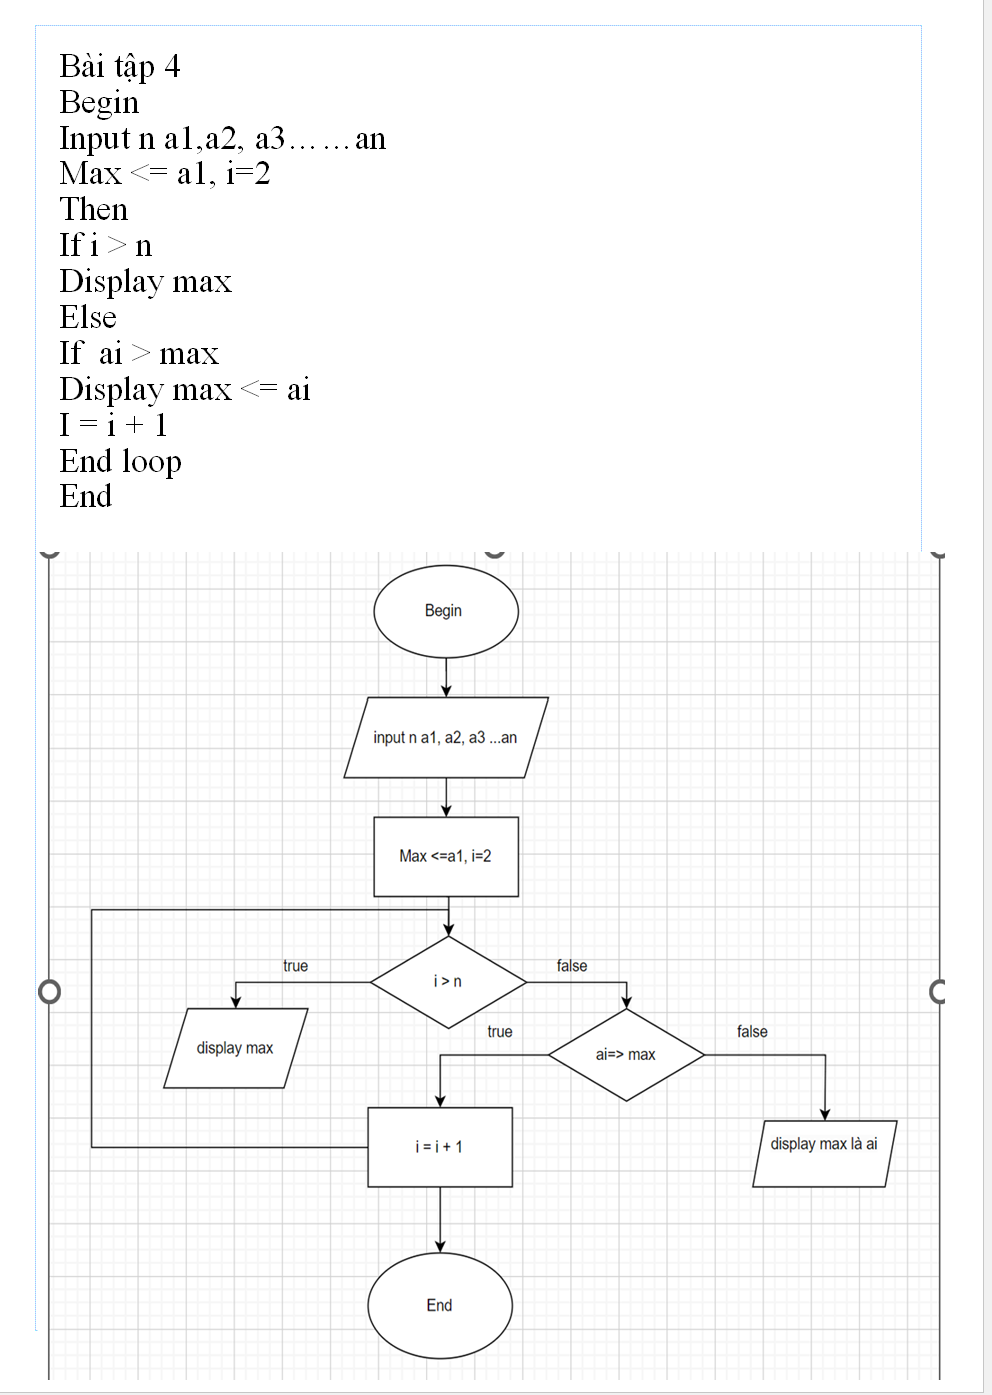 Bài tập 4
Begin
Input n a1,a2, a3……an
Max <= a1, i=2
Then
If i > n
Display max
Else
If  ai > max
Display max <= ai
I = i + 1
End loop
End
Begin
input n a1, a2, a3 ...an
Max <=a1, i=2
i > n
true
false
display max
ai=> max
true
false
i = i + 1
display max là ai
End